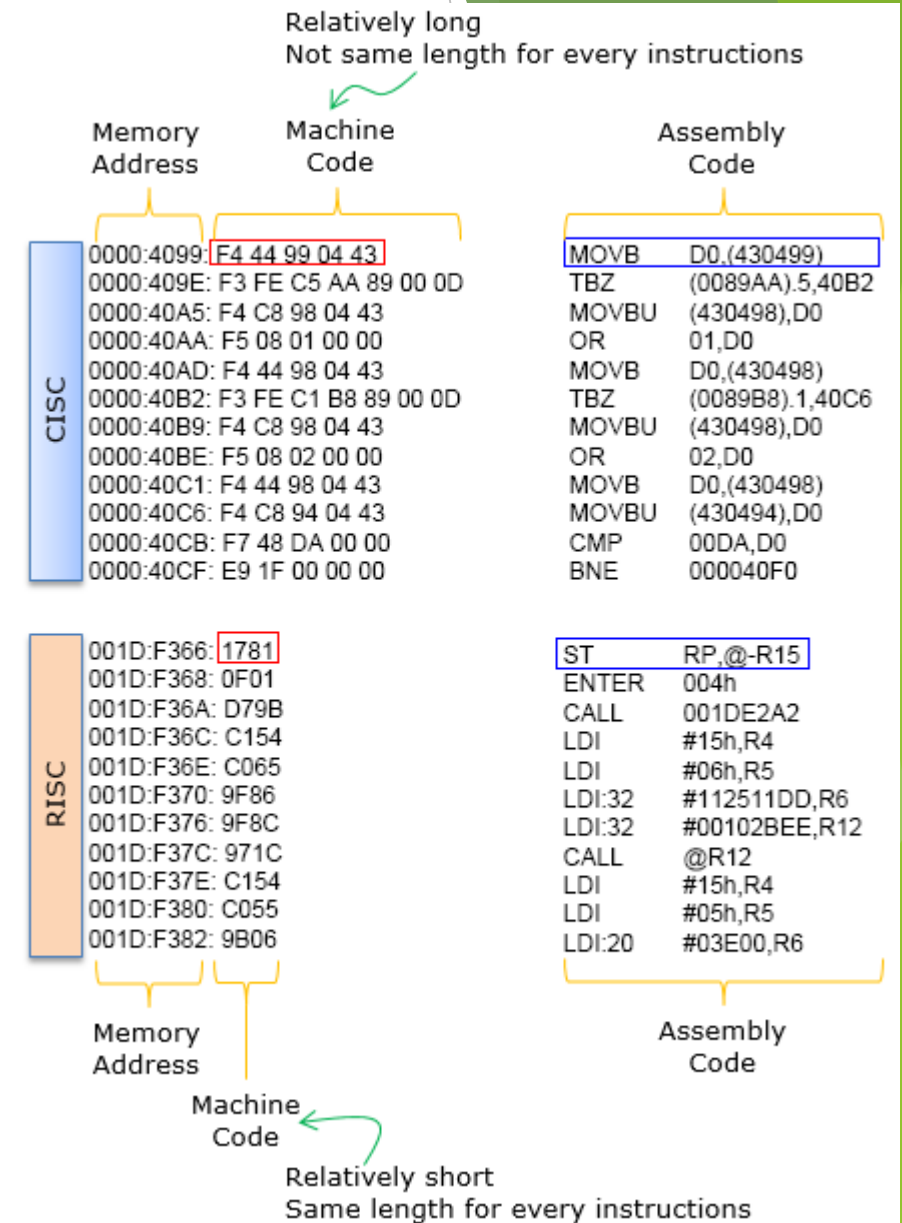 Relatively long
Not same length for every instructions
Memory Address
Machine Code
Assembly Code
CISC
0000:4099: F4 44 99 04 43 MOVB D0,(430499)
0000:409E: F3 FE C5 AA 89 00 0D TBZ (0089AA).5,40B2
0000:40A5: F4 C8 98 04 43 MOVBU (430498),D0
0000:40AA: F5 08 01 00 00 OR 01,D0
0000:40AD: F4 44 98 04 43 MOVB D0,(430498)
0000:40B2: F3 FE C1 B8 89 00 0D TBZ (0089B8).1,40C6
0000:40B9: F4 C8 98 04 43 MOVBU (430498),D0
0000:40BE: F5 08 02 00 00 OR 02,D0
0000:40C1: F4 44 98 04 43 MOVB D0,(430498)
0000:40C6: F4 C8 94 04 43 MOVBU (430494),D0
0000:40CB: F7 48 DA 00 00 CMP 00DA,D0
0000:40CF: E9 1F 00 00 00 BNE 000040F0
RISC
001D:F366: 1781 ST RP,@-R15
001D:F368: 0F01 ENTER 004h
001D:F36A: D79B CALL 001DE2A2
001D:F36C: C154 LDI #15h,R4
001D:F36E: C065 LDI #06h,R5
001D:F370: 9F86 LDI:32 #112511DD,R6
001D:F376: 9F8C LDI:32 #00102BEE,R12
001D:F37C: 971C CALL @R12
001D:F37E: C154 LDI #15h,R4
001D:F380: C055 LDI #05h,R5
001D:F382: 9B06 LDI:20 #03E00,R6
Memory Address
Assembly Code
Machine Code
Relatively short
Same length for every instructions